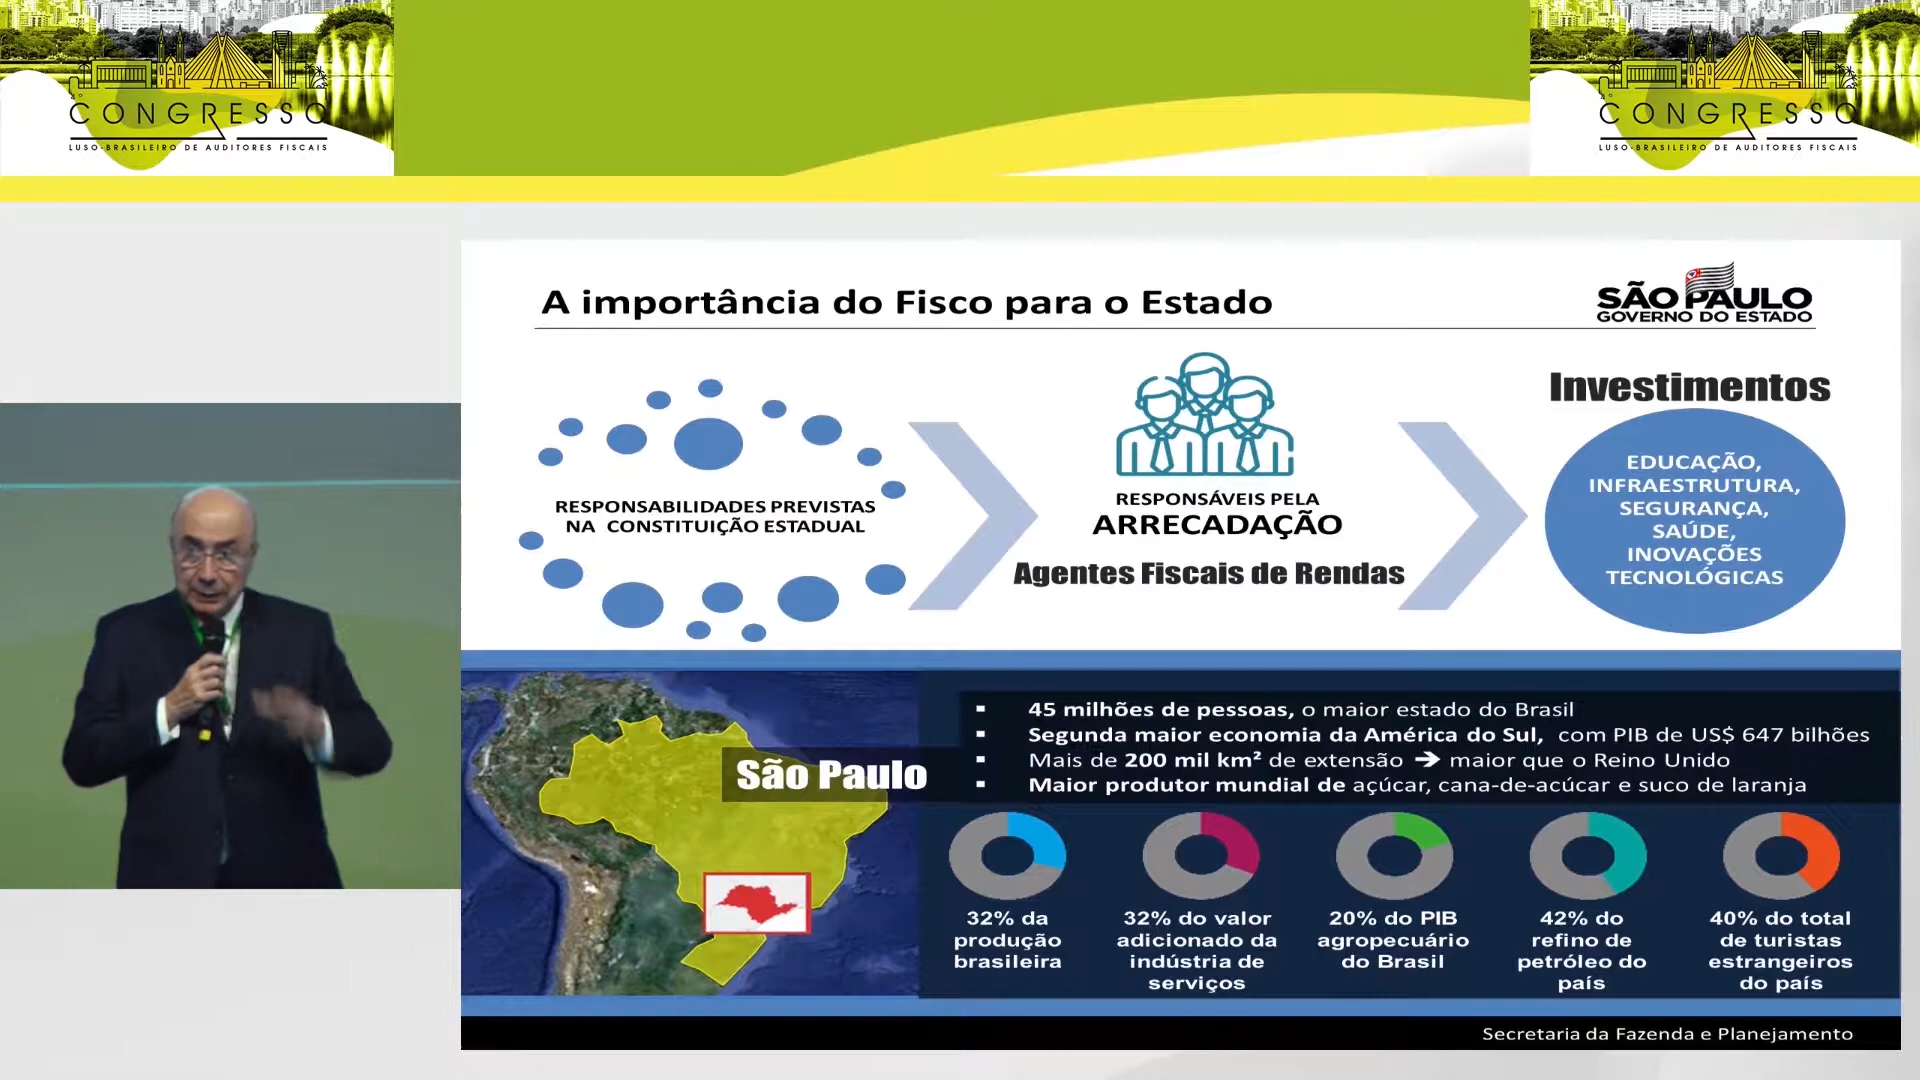 4º
CONGRESSO
LUSO-BRASILEIRO DE AUDITORES FISCAIS
4º
CONGRESSO
LUSO-BRASILEIRO DE AUDITORES FISCAIS
A importância do Fisco para o Estado
SÃO PAULO
GOVERNO DO ESTADO
RESPONSABILIDADES PREVISTAS
NA CONSTITUIÇÃO ESTADUAL
RESPONSÁVEIS PELA
ARRECADAÇÃO
Agentes Fiscais de Rendas
Investimentos
EDUCAÇÃO,
INFRAESTRUTURA,
SEGURANÇA,
SAÚDE,
INOVAÇÕES
TECNOLÓGICAS
São Paulo
▪ 45 milhões de pessoas, o maior estado do Brasil
▪ Segunda maior economia da América do Sul, com PIB de US$ 647 bilhões
▪ Mais de 200 mil km² de extensão ➔ maior que o Reino Unido
▪ Maior produtor mundial de açúcar, cana-de-acúcar e suco de laranja
32% da
produção
brasileira
32% do valor
adicionado da
indústria de
serviços
20% do PIB
agropecuário
do Brasil
42% do
refino de
petróleo do
país
40% do total
de turistas
estrangeiros
do país
Secretaria da Fazenda e Planejamento